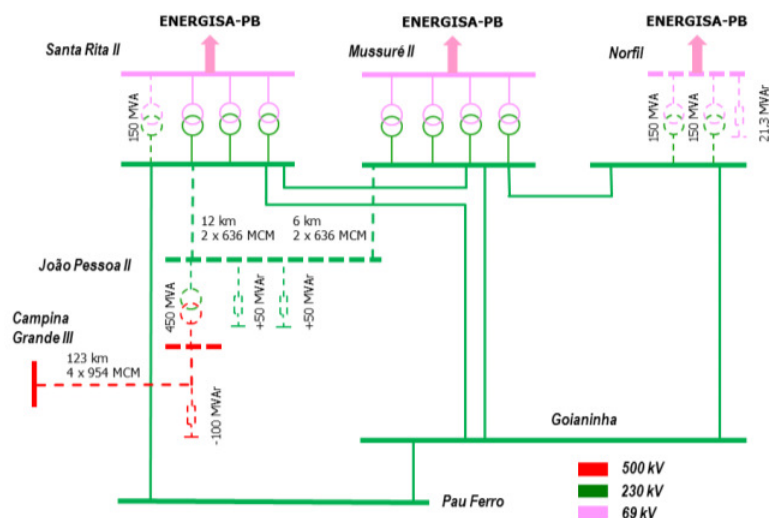 ENERGISA-PB
ENERGISA-PB
ENERGISA-PB
Santa Rita II
Mussuré II
Norfil
150 MVA
150 MVA
150 MVA
21,3 MVAr
12 km
2 x 636 MCM
6 km
2 x 636 MCM
João Pessoa II
450 MVA
+50 MVAr
+50 MVAr
Campina
Grande III
123 km
4 x 954 MCM
-100 MVAr
Goianinha
Pau Ferro
500 kV
230 kV
69 kV